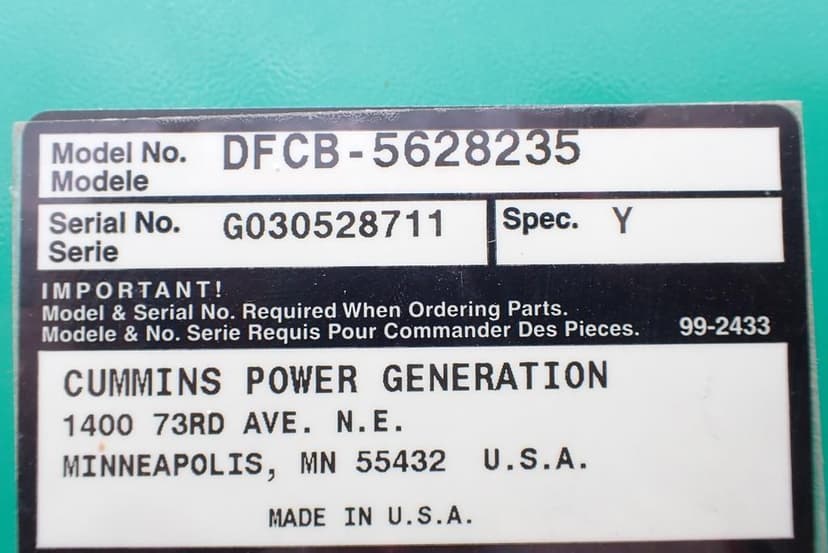 Model No. DFCB-5628235
Modele
Serial No. G030528711 Spec. Y
Serie
IMPORTANT!
Model & Serial No. Required When Ordering Parts.
Modele & No. Serie Requis Pour Commander Des Pieces. 99-2433
CUMMINS POWER GENERATION
1400 73RD AVE. N.E.
MINNEAPOLIS, MN 55432 U.S.A.
MADE IN U.S.A.